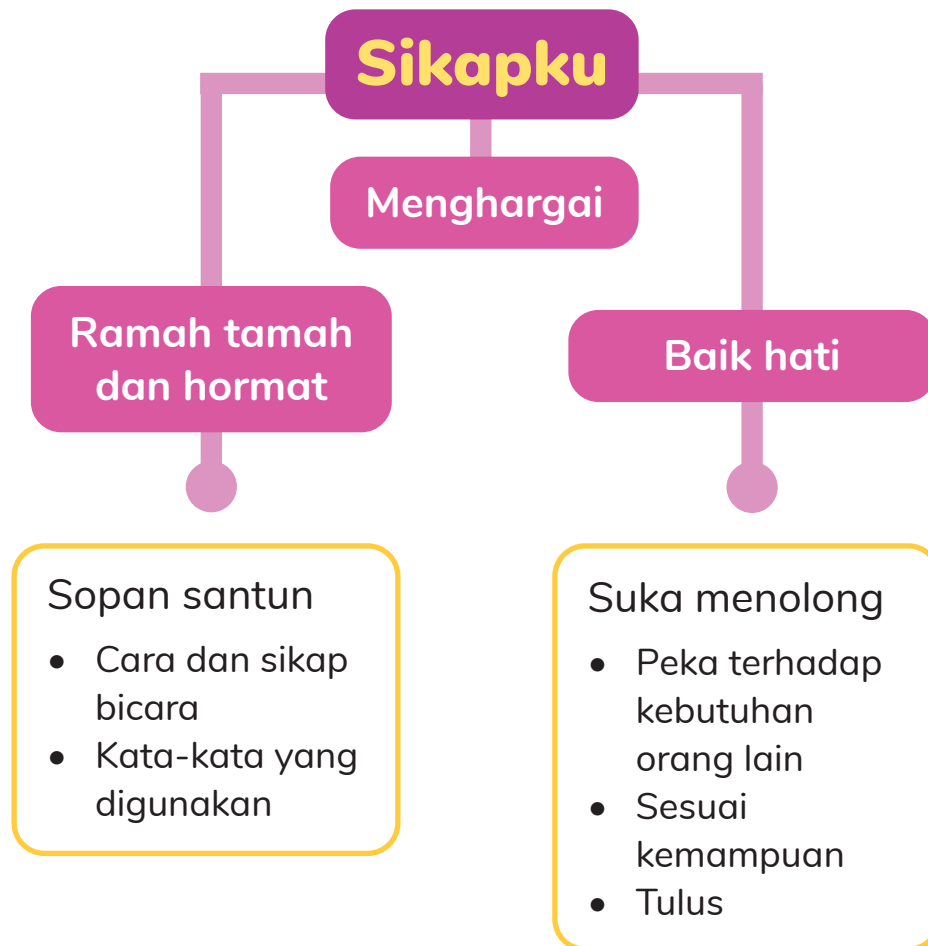 Sikapku
Menghargai
Ramah tamah
dan hormat
Baik hati
Sopan santun
• Cara dan sikap
bicara
• Kata-kata yang
digunakan
Suka menolong
• Peka terhadap
kebutuhan
orang lain
• Sesuai
kemampuan
• Tulus